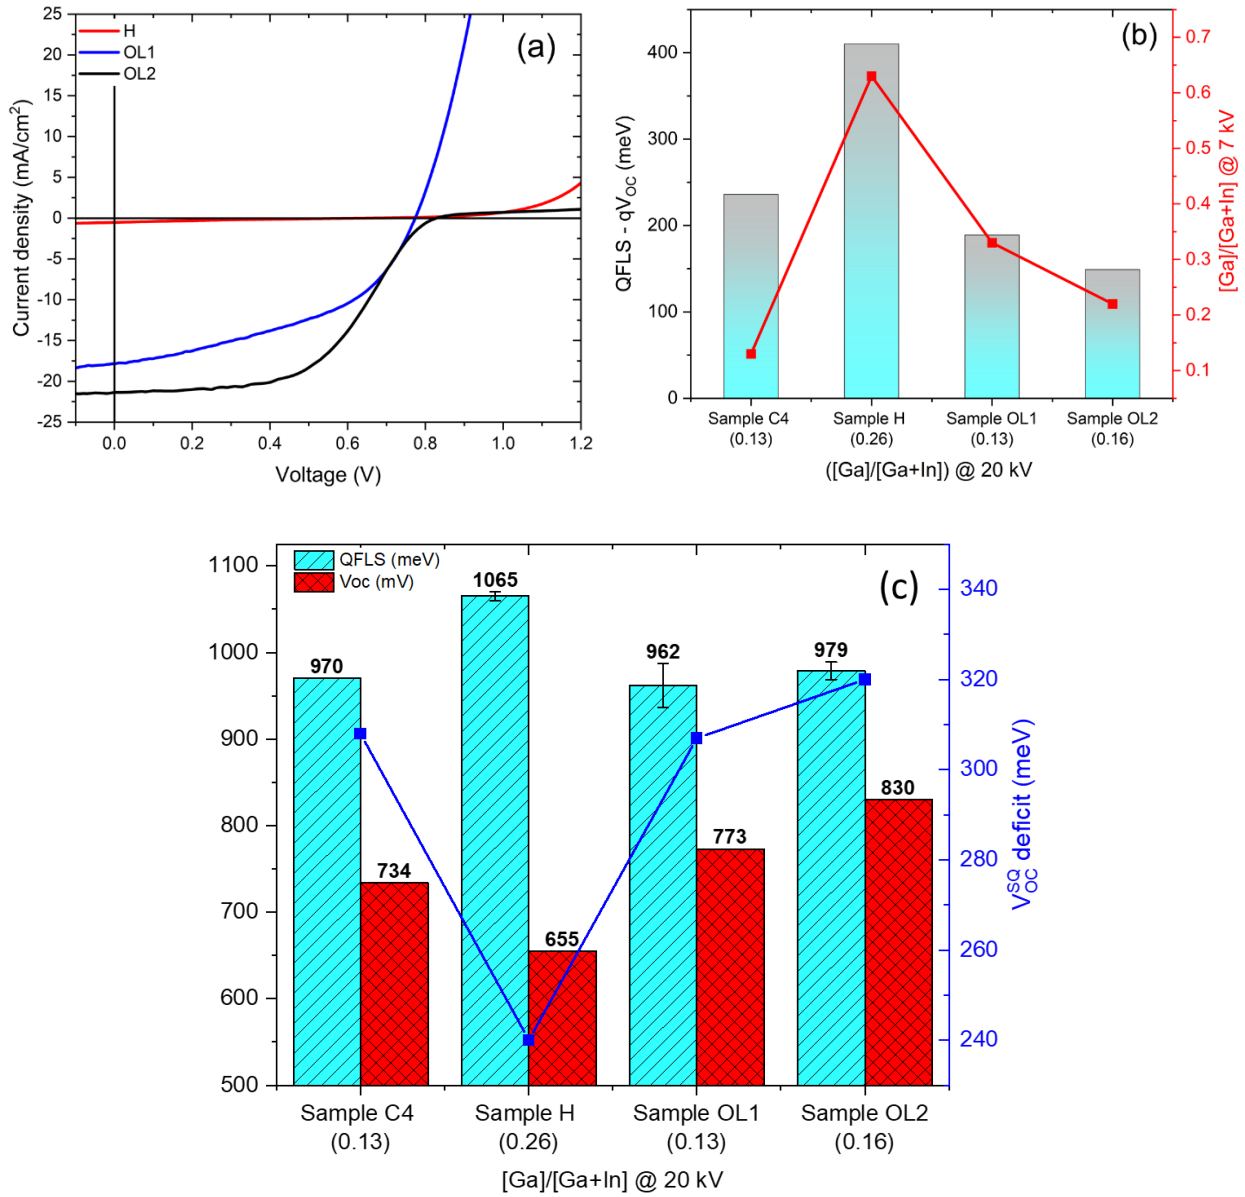 (a)
H
OL1
OL2
25
20
15
10
5
0
-5
-10
-15
-20
-25
Current density (mA/cm²)
0.0
0.2
0.4
0.6
0.8
1.0
1.2
Voltage (V)
(b)
400
300
200
100
0
QFLS - qV_OC (meV)
0.7
0.6
0.5
0.4
0.3
0.2
0.1
[Ga]/[Ga+In] @ 7 kV
Sample C4
(0.13)
Sample H
(0.26)
Sample OL1
(0.13)
Sample OL2
(0.16)
([Ga]/[Ga+In]) @ 20 kV
(c)
QFLS (meV)
Voc (mV)
1100
1000
900
800
700
600
500
970
734
1065
655
962
773
979
830
340
320
300
280
260
240
V_OC^SQ deficit (meV)
Sample C4
(0.13)
Sample H
(0.26)
Sample OL1
(0.13)
Sample OL2
(0.16)
[Ga]/[Ga+In] @ 20 kV